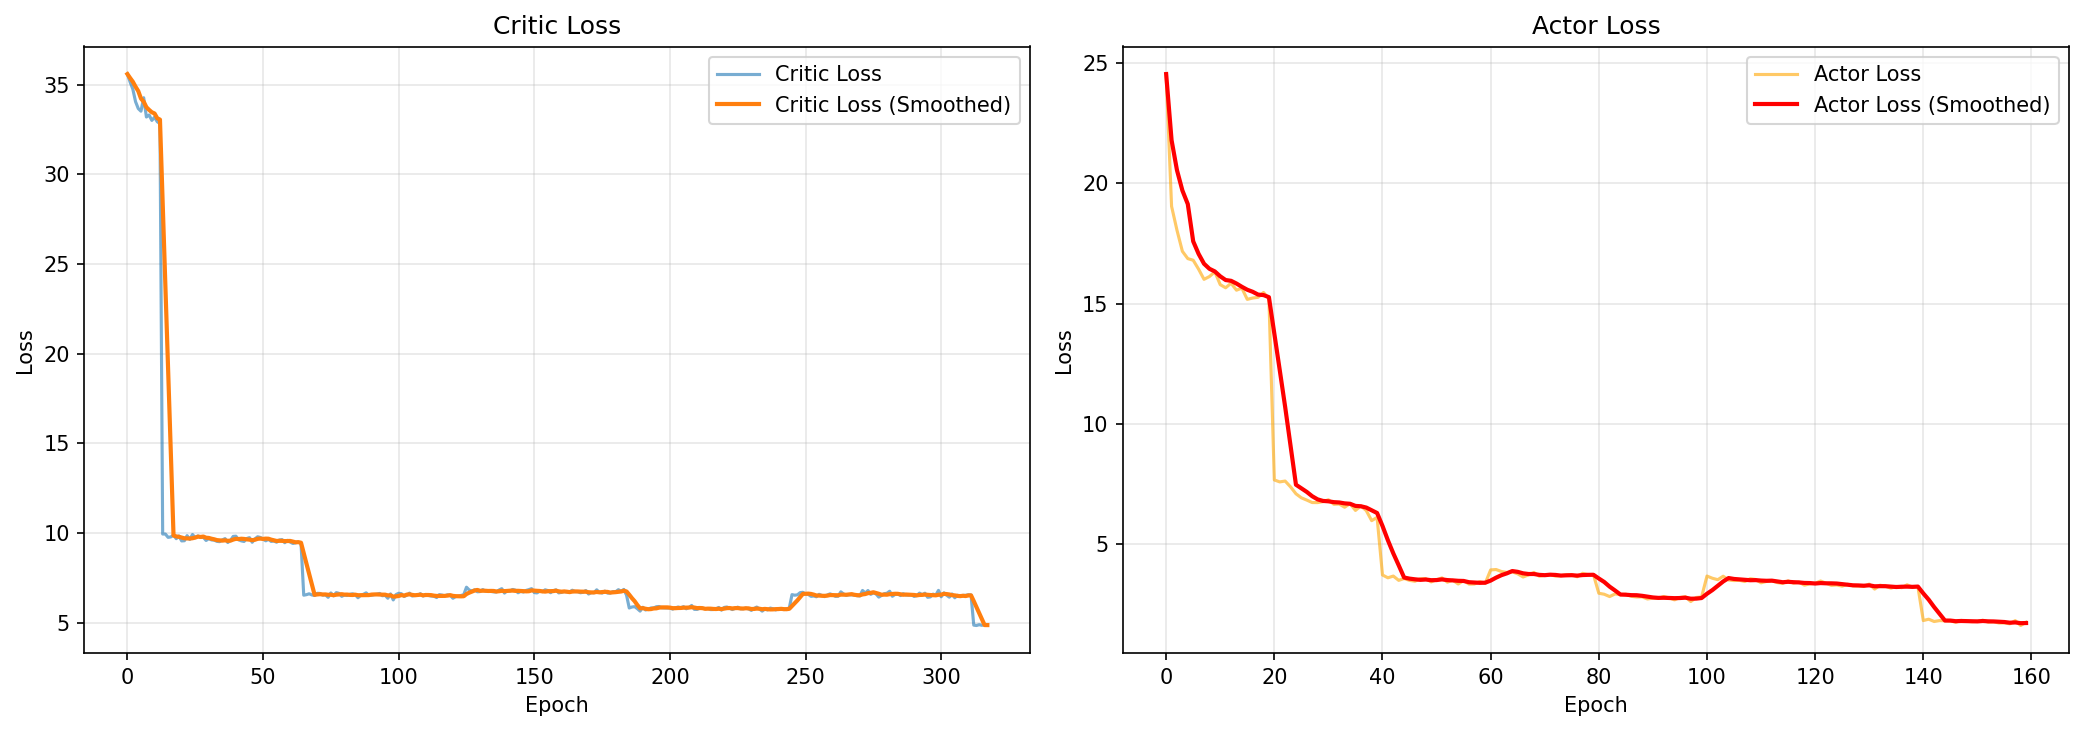 Critic Loss
Critic Loss
Critic Loss (Smoothed)
35
30
25
20
15
10
5
Loss
0
50
100
150
200
250
300
Epoch
Actor Loss
Actor Loss
Actor Loss (Smoothed)
25
20
15
10
5
Loss
0
20
40
60
80
100
120
140
160
Epoch